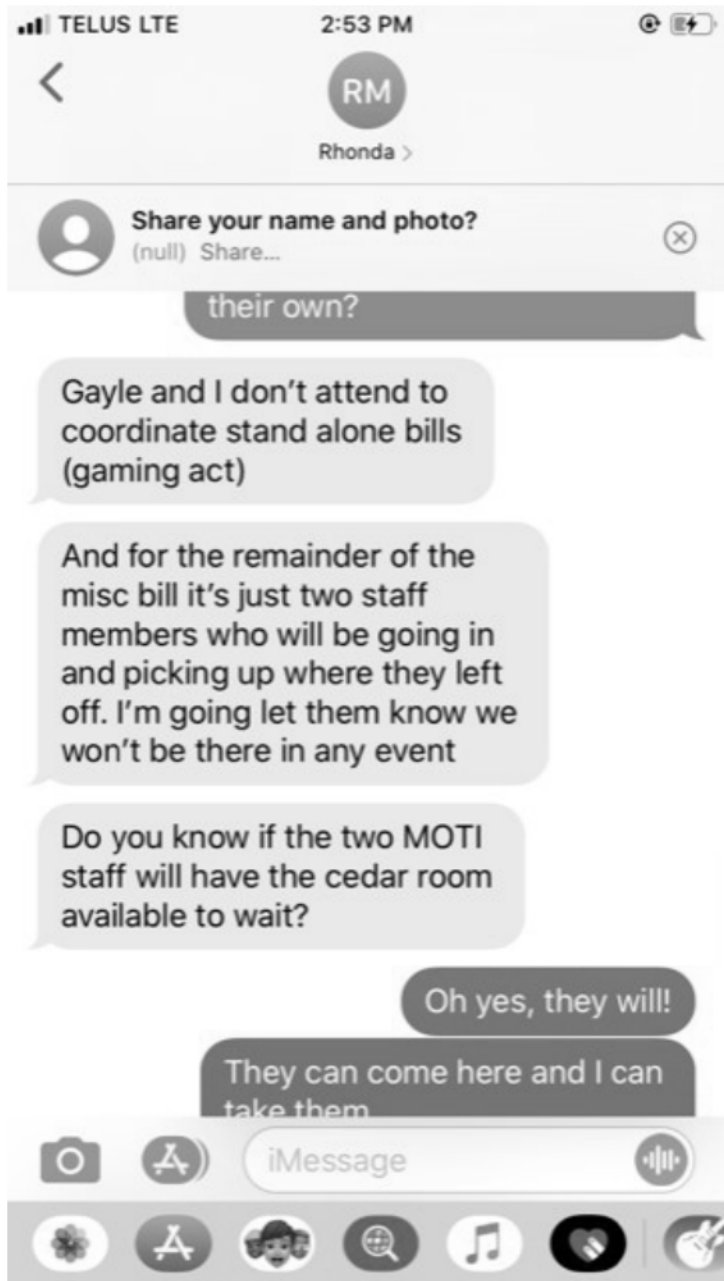 TELUS LTE 2:53 PM
RM
Rhonda >
Share your name and photo?
(null) Share...
their own?
Gayle and I don't attend to
coordinate stand alone bills
(gaming act)
And for the remainder of the
misc bill it's just two staff
members who will be going in
and picking up where they left
off. I'm going let them know we
won't be there in any event
Do you know if the two MOTI
staff will have the cedar room
available to wait?
Oh yes, they will!
They can come here and I can
take them
iMessage